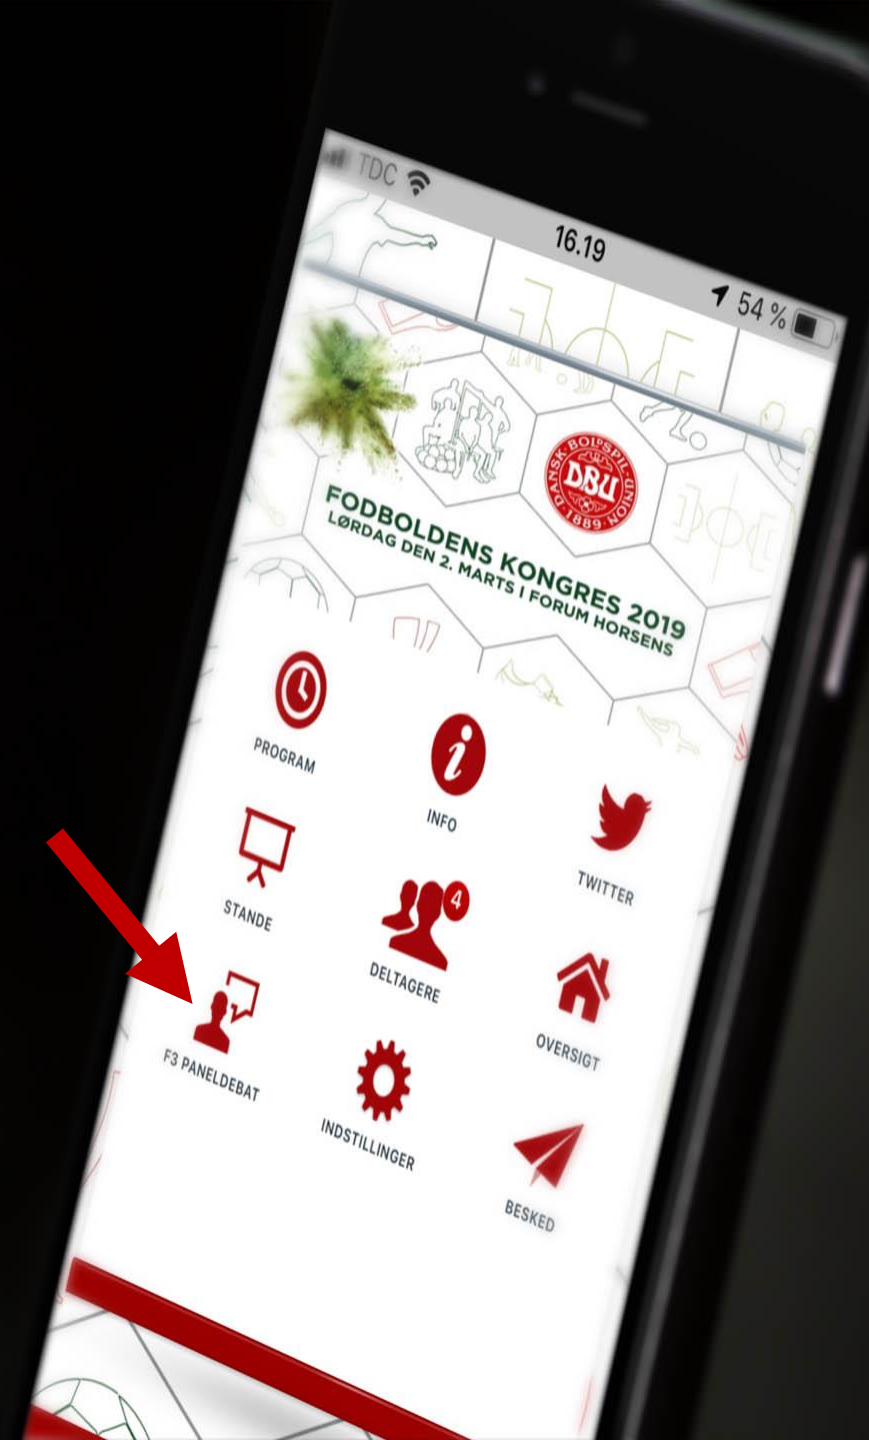 TDC
16.19
54 %
DANSK·BOLDSPIL·UNION
DBU
·1889·
FODBOLDENS KONGRES 2019
LØRDAG DEN 2. MARTS I FORUM HORSENS
PROGRAM
INFO
TWITTER
STANDE
4
DELTAGERE
OVERSIGT
F3 PANELDEBAT
INDSTILLINGER
BESKED